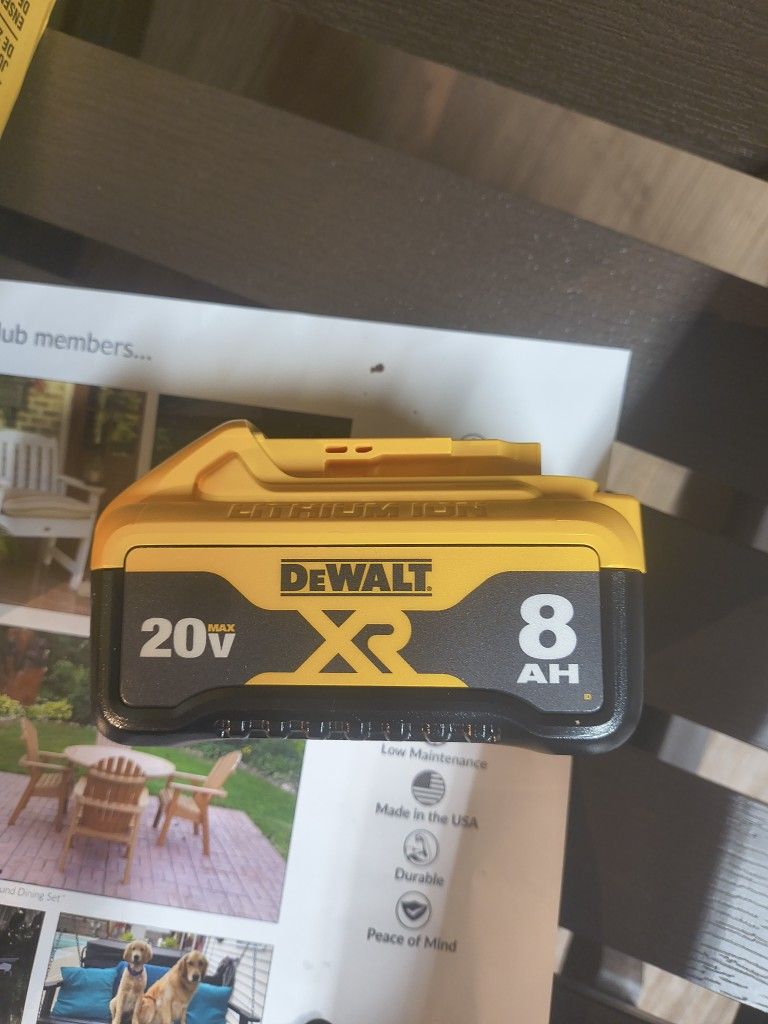 lub members...
LITHIUM ION
DEWALT
XR
20V MAX
8
AH
Low Maintenance
Made in the USA
Durable
Peace of Mind
und Dining Set"